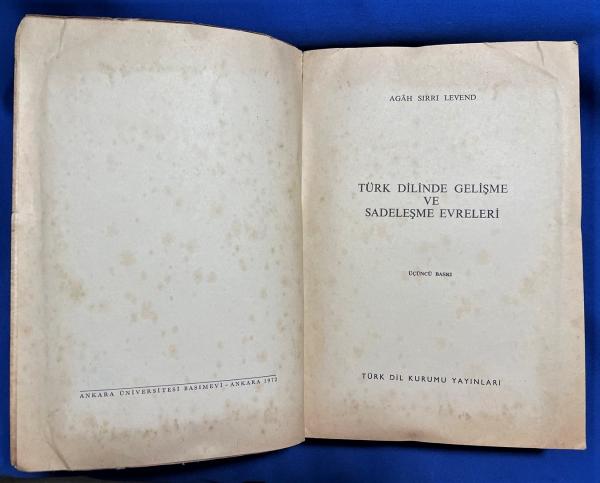 ANKARA ÜNİVERSİTESİ BASIMEVİ - ANKARA 1972
AGÂH SIRRI LEVEND
TÜRK DİLİNDE GELİŞME
VE
SADELEŞME EVRELERİ
ÜÇÜNCÜ BASKI
TÜRK DİL KURUMU YAYINLARI